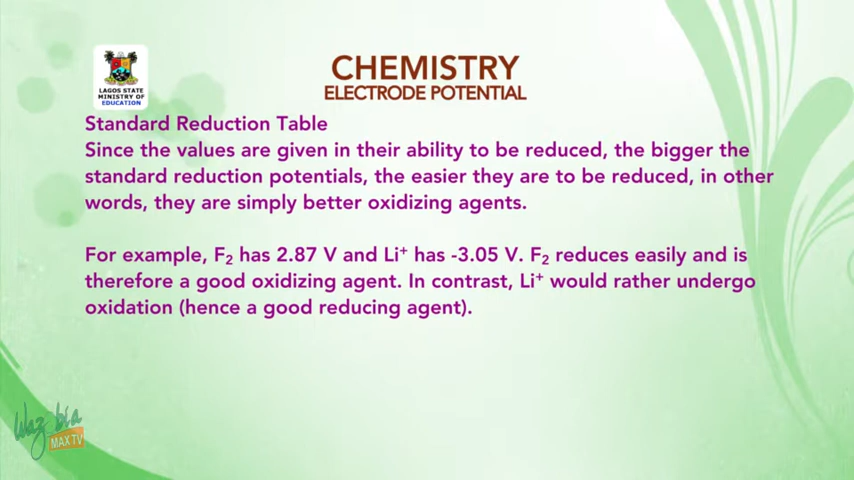 CHEMISTRY
ELECTRODE POTENTIAL
LAGOS STATE
MINISTRY OF
EDUCATION
Standard Reduction Table
Since the values are given in their ability to be reduced, the bigger the
standard reduction potentials, the easier they are to be reduced, in other
words, they are simply better oxidizing agents.
For example, F₂ has 2.87 V and Li⁺ has -3.05 V. F₂ reduces easily and is
therefore a good oxidizing agent. In contrast, Li⁺ would rather undergo
oxidation (hence a good reducing agent).
Wazobia
MAX TV